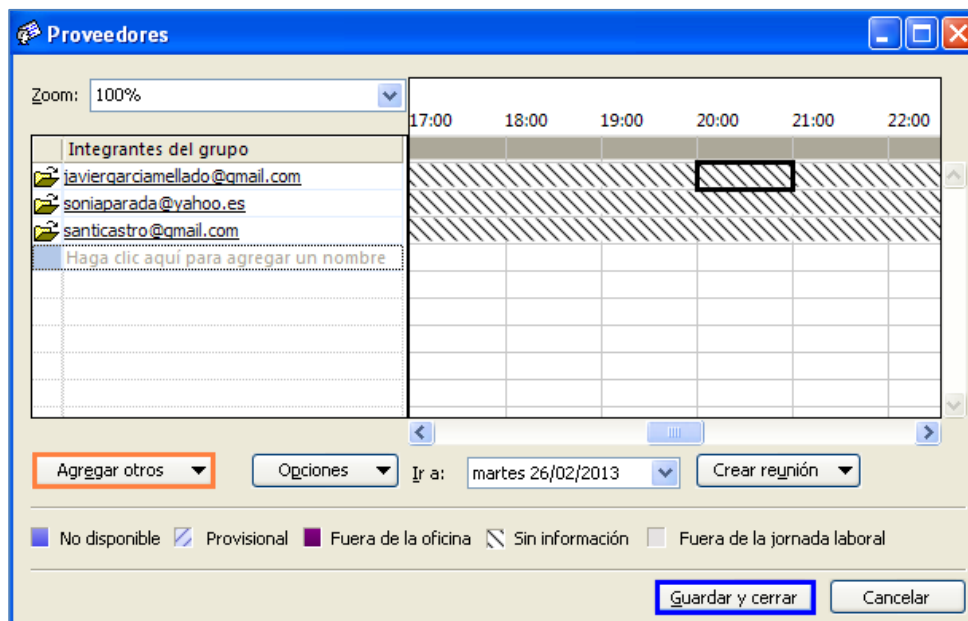 Proveedores
Zoom: 100%
17:00 18:00 19:00 20:00 21:00 22:00
Integrantes del grupo
javiergarciamellado@gmail.com
soniaparada@yahoo.es
santicastro@gmail.com
Haga clic aquí para agregar un nombre
Agregar otros Opciones Ir a: martes 26/02/2013 Crear reunión
No disponible Provisional Fuera de la oficina Sin información Fuera de la jornada laboral
Guardar y cerrar Cancelar